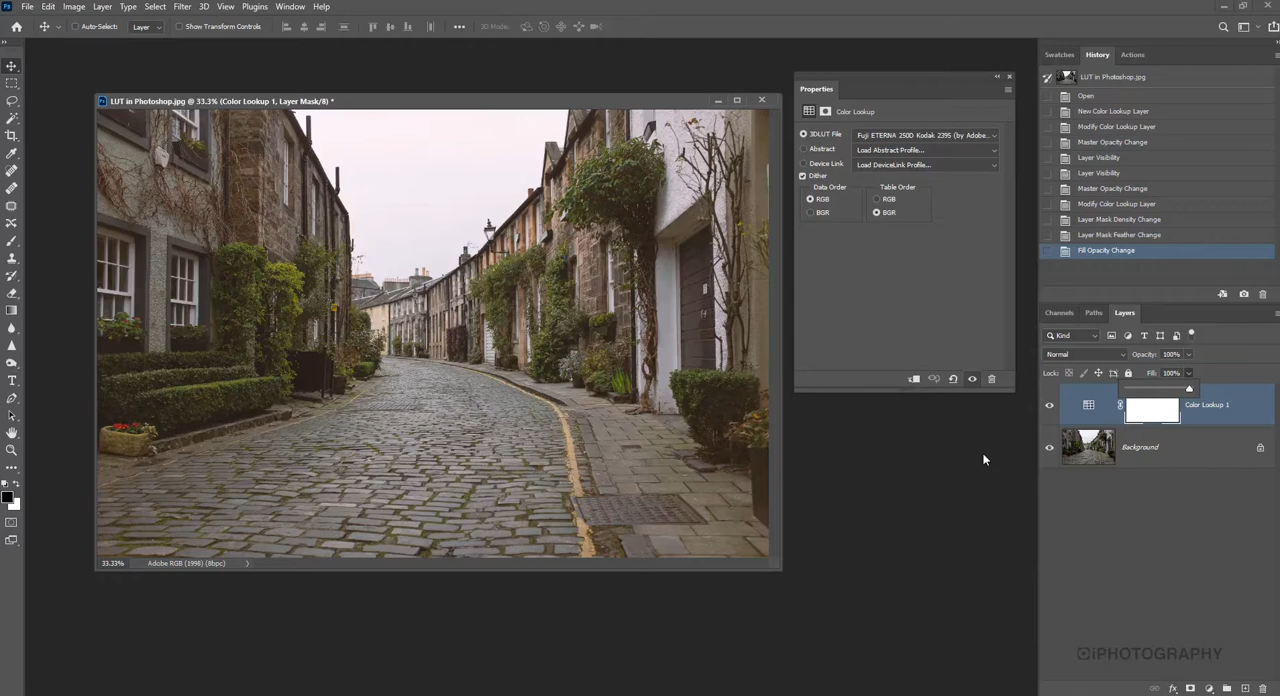 Ps File Edit Image Layer Type Select Filter 3D View Plugins Window Help
Auto-Select: Layer Show Transform Controls ••• 3D Mode:
Ps LUT in Photoshop.jpg @ 33.3% (Color Lookup 1, Layer Mask/8) *
33.33% Adobe RGB (1998) (8bpc)
Properties
Color Lookup
3DLUT File Fuji ETERNA 250D Kodak 2395 (by Adobe...
Abstract Load Abstract Profile...
Device Link Load DeviceLink Profile...
Dither
Data Order Table Order
RGB RGB
BGR BGR
Swatches History Actions
LUT in Photoshop.jpg
Open
New Color Lookup Layer
Modify Color Lookup Layer
Master Opacity Change
Layer Visibility
Layer Visibility
Master Opacity Change
Modify Color Lookup Layer
Layer Mask Density Change
Layer Mask Feather Change
Fill Opacity Change
Channels Paths Layers
Kind
Normal Opacity: 100%
Lock: Fill: 100%
Color Lookup 1
Background
iPHOTOGRAPHY
fx